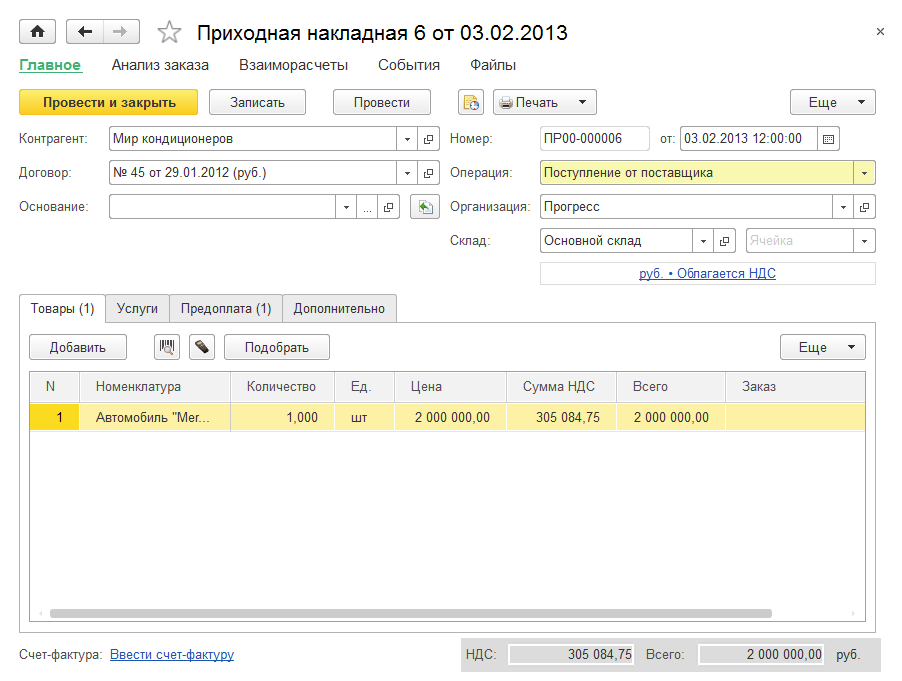 Приходная накладная 6 от 03.02.2013
Главное Анализ заказа Взаиморасчеты События Файлы
Провести и закрыть Записать Провести Печать Еще
Контрагент: Мир кондиционеров Номер: ПР00-000006 от: 03.02.2013 12:00:00
Договор: № 45 от 29.01.2012 (руб.) Операция: Поступление от поставщика
Основание: ... Организация: Прогресс
Склад: Основной склад Ячейка
руб. • Облагается НДС
Товары (1) Услуги Предоплата (1) Дополнительно
Добавить Подобрать Еще
N Номенклатура Количество Ед. Цена Сумма НДС Всего Заказ
1 Автомобиль "Mer... 1,000 шт 2 000 000,00 305 084,75 2 000 000,00
Счет-фактура: Ввести счет-фактуру НДС: 305 084,75 Всего: 2 000 000,00 руб.